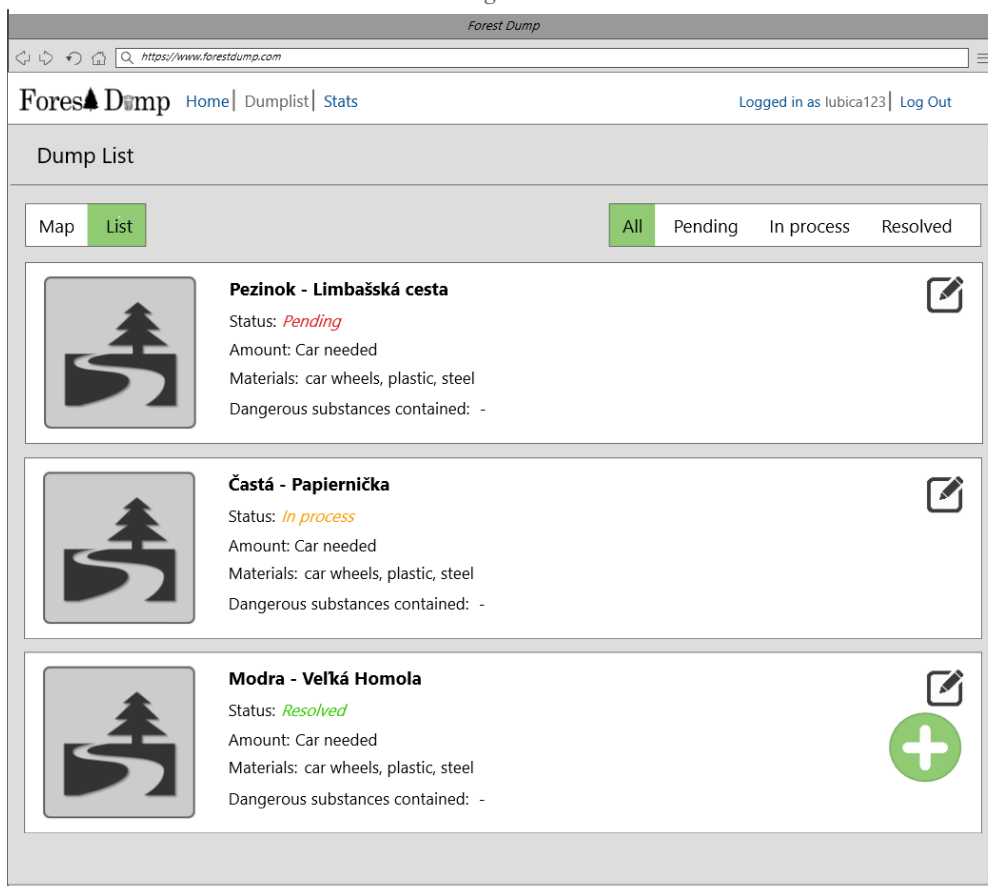 Forest Dump
https://www.forestdump.com
Forest Dump Home| Dumplist| Stats Logged in as lubica123| Log Out
Dump List
Map List All Pending In process Resolved
Pezinok - Limbašská cesta
Status: Pending
Amount: Car needed
Materials: car wheels, plastic, steel
Dangerous substances contained: -
Častá - Papiernička
Status: In process
Amount: Car needed
Materials: car wheels, plastic, steel
Dangerous substances contained: -
Modra - Veľká Homola
Status: Resolved
Amount: Car needed
Materials: car wheels, plastic, steel
Dangerous substances contained: -